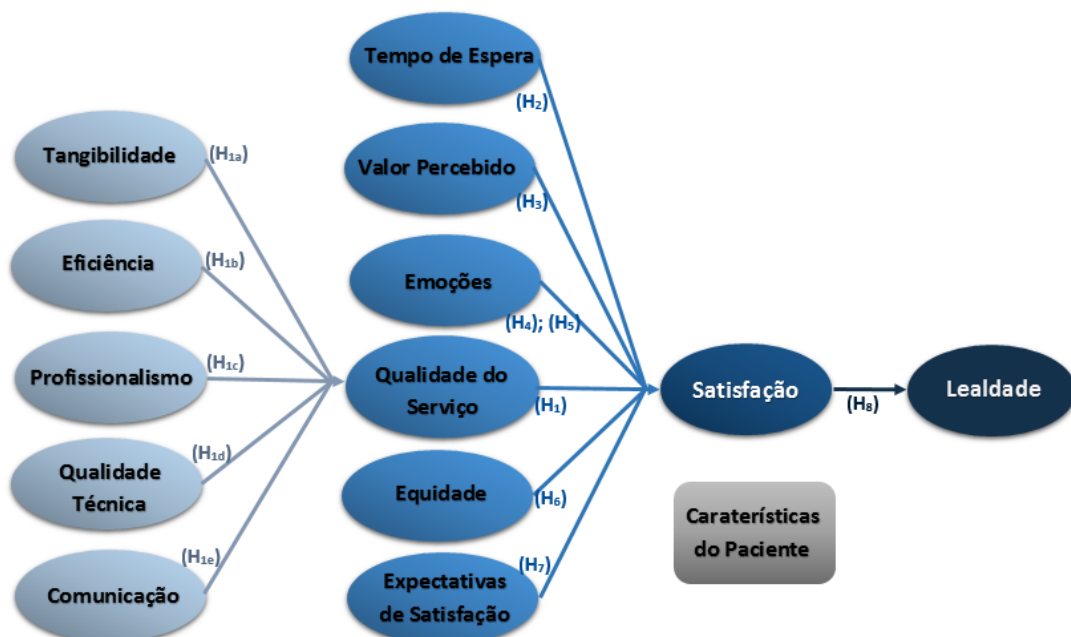 Tempo de Espera
(H₂)
Tangibilidade
(H₁ₐ)
Valor Percebido
(H₃)
Eficiência
(H₁b)
Emoções
(H₄); (H₅)
Profissionalismo
(H₁c)
Qualidade do
Serviço
(H₁)
Satisfação
(H₈)
Lealdade
Qualidade
Técnica
(H₁d)
Equidade
(H₆)
Caraterísticas
do Paciente
Comunicação
(H₁ₑ)
Expectativas
de Satisfação
(H₇)